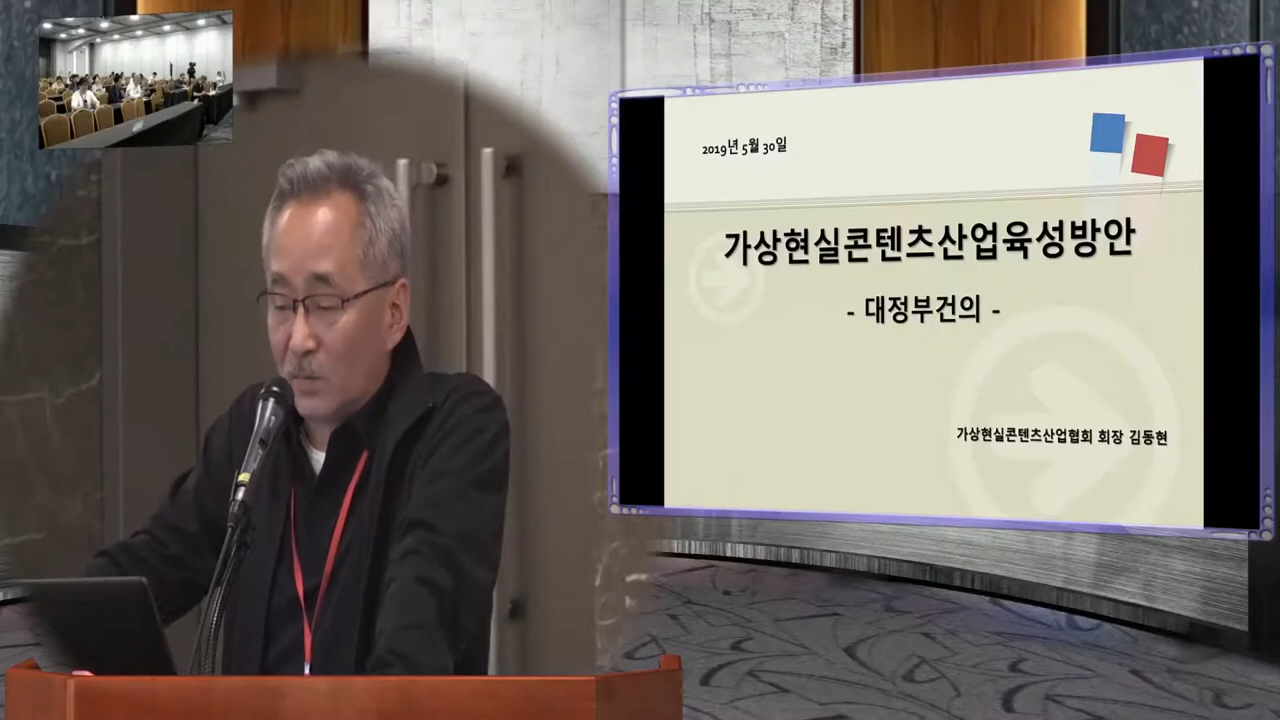 2019년 5월 30일
가상현실콘텐츠산업육성방안
- 대정부건의 -
가상현실콘텐츠산업협회 회장 김동현